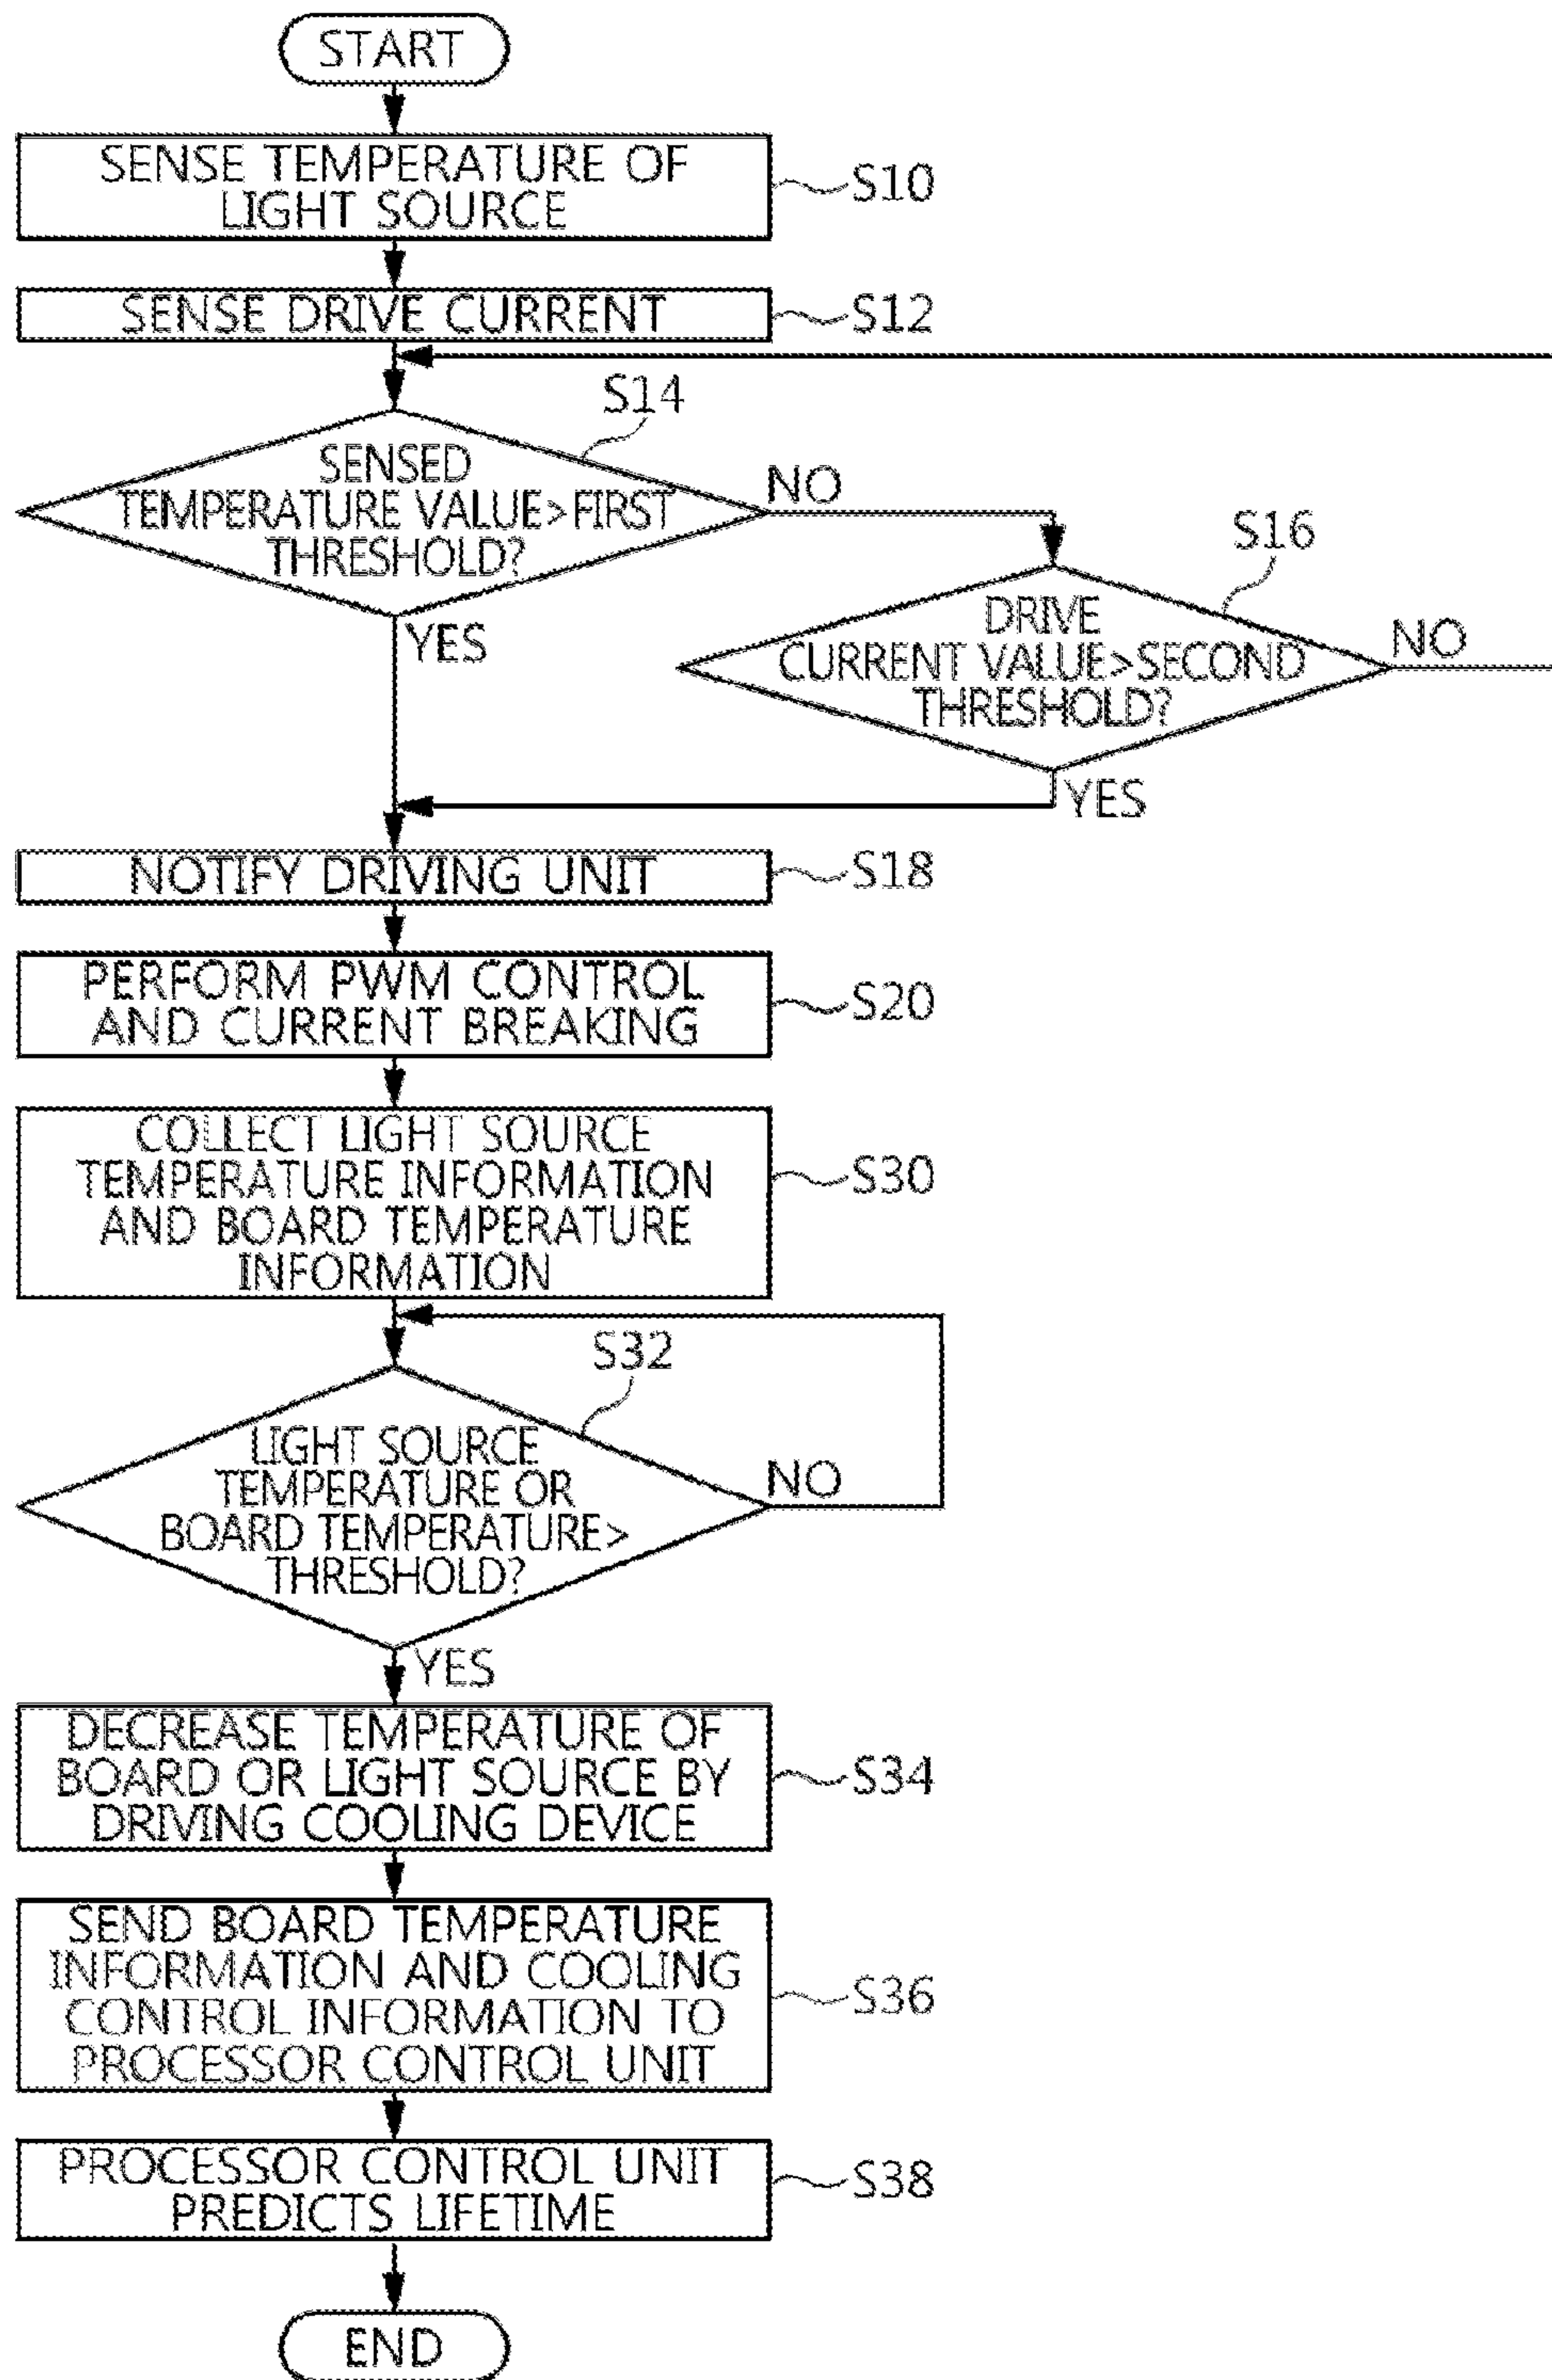 START
SENSE TEMPERATURE OF
LIGHT SOURCE
S10
SENSE DRIVE CURRENT
S12
S14
SENSED
TEMPERATURE VALUE>FIRST
THRESHOLD?
NO
YES
S16
DRIVE
CURRENT VALUE>SECOND
THRESHOLD?
NO
YES
NOTIFY DRIVING UNIT
S18
PERFORM PWM CONTROL
AND CURRENT BREAKING
S20
COLLECT LIGHT SOURCE
TEMPERATURE INFORMATION
AND BOARD TEMPERATURE
INFORMATION
S30
S32
LIGHT SOURCE
TEMPERATURE OR
BOARD TEMPERATURE>
THRESHOLD?
NO
YES
DECREASE TEMPERATURE OF
BOARD OR LIGHT SOURCE BY
DRIVING COOLING DEVICE
S34
SEND BOARD TEMPERATURE
INFORMATION AND COOLING
CONTROL INFORMATION TO
PROCESSOR CONTROL UNIT
S36
PROCESSOR CONTROL UNIT
PREDICTS LIFETIME
S38
END